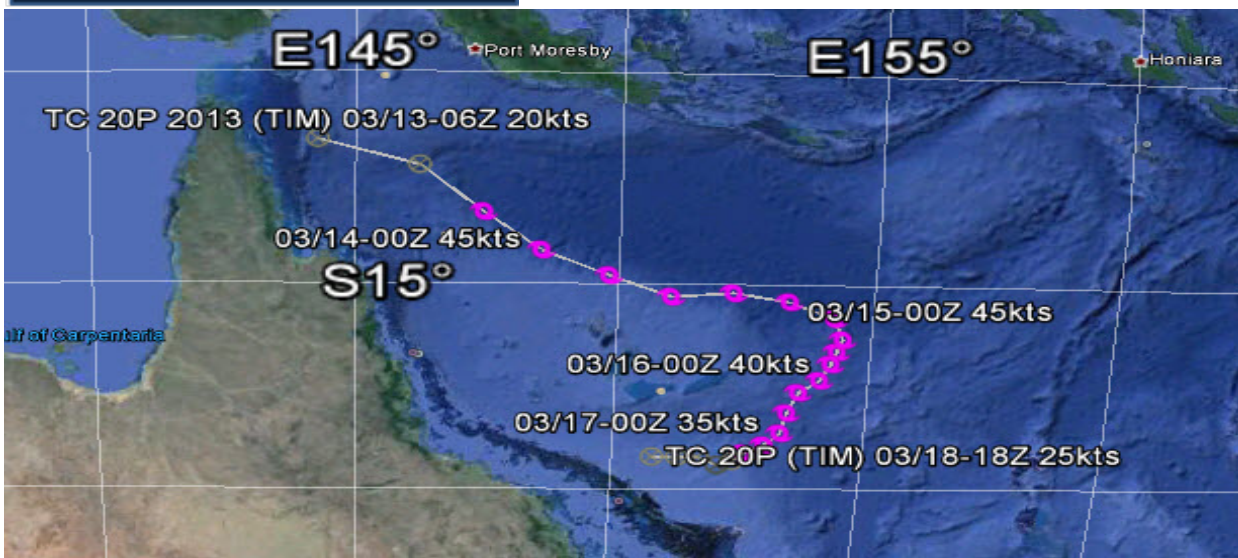 E145°
Port Moresby
E155°
Honiara
TC 20P 2013 (TIM) 03/13-06Z 20kts
03/14-00Z 45kts
S15°
03/15-00Z 45kts
ulf of Carpentaria
03/16-00Z 40kts
03/17-00Z 35kts
TC 20P (TIM) 03/18-18Z 25kts